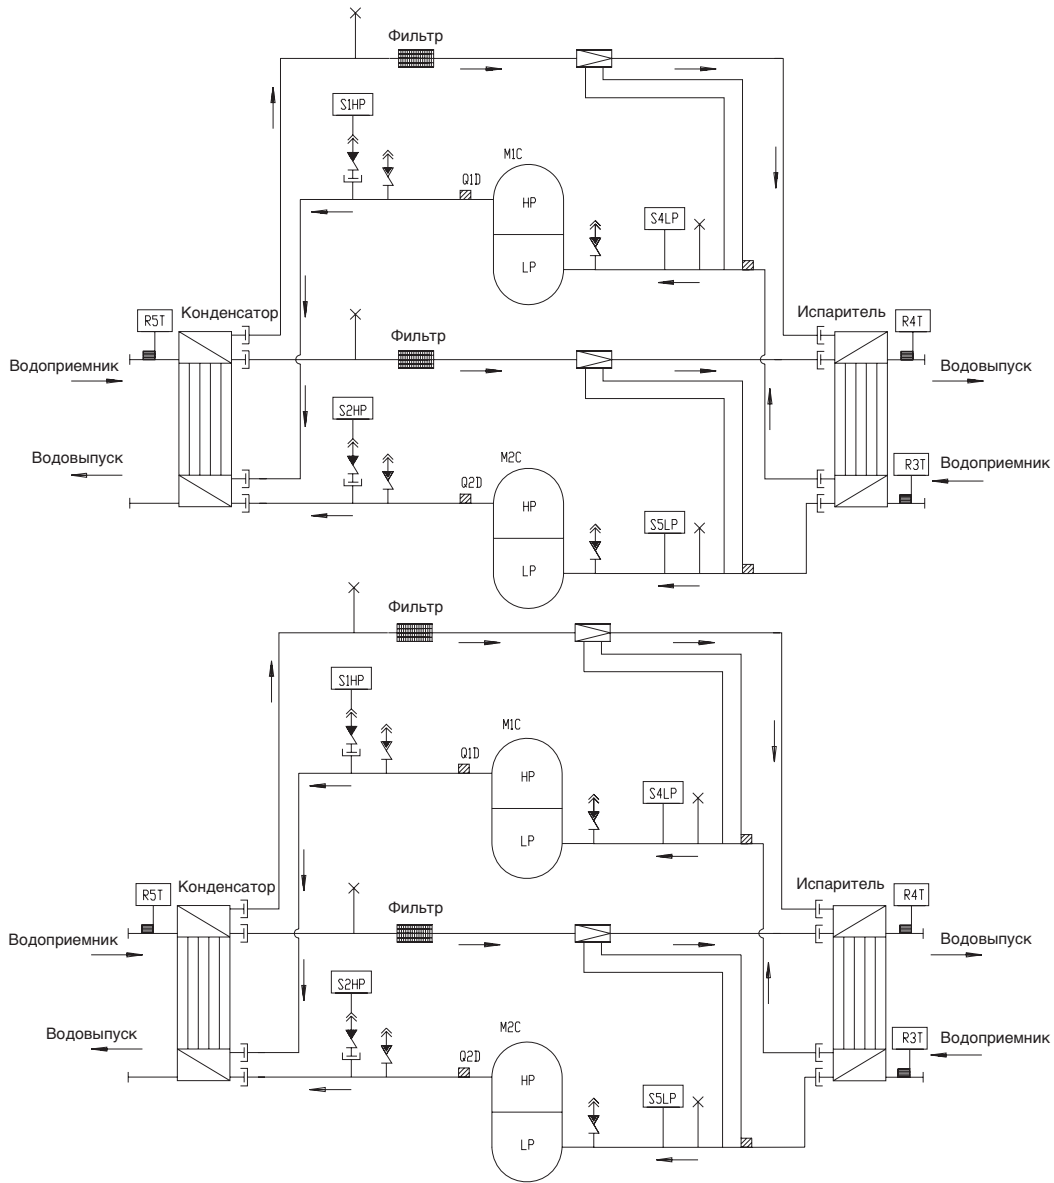 Фильтр
S1HP
M1C
Q1D
HP
S4LP
LP
Конденсатор
Испаритель
R5T
R4T
Фильтр
Водоприемник
Водовыпуск
S2HP
Водовыпуск
M2C
R3T
Водоприемник
Q2D
HP
S5LP
LP
Фильтр
S1HP
M1C
Q1D
HP
S4LP
LP
Конденсатор
Испаритель
R5T
R4T
Фильтр
Водоприемник
Водовыпуск
S2HP
Водовыпуск
M2C
R3T
Водоприемник
Q2D
HP
S5LP
LP